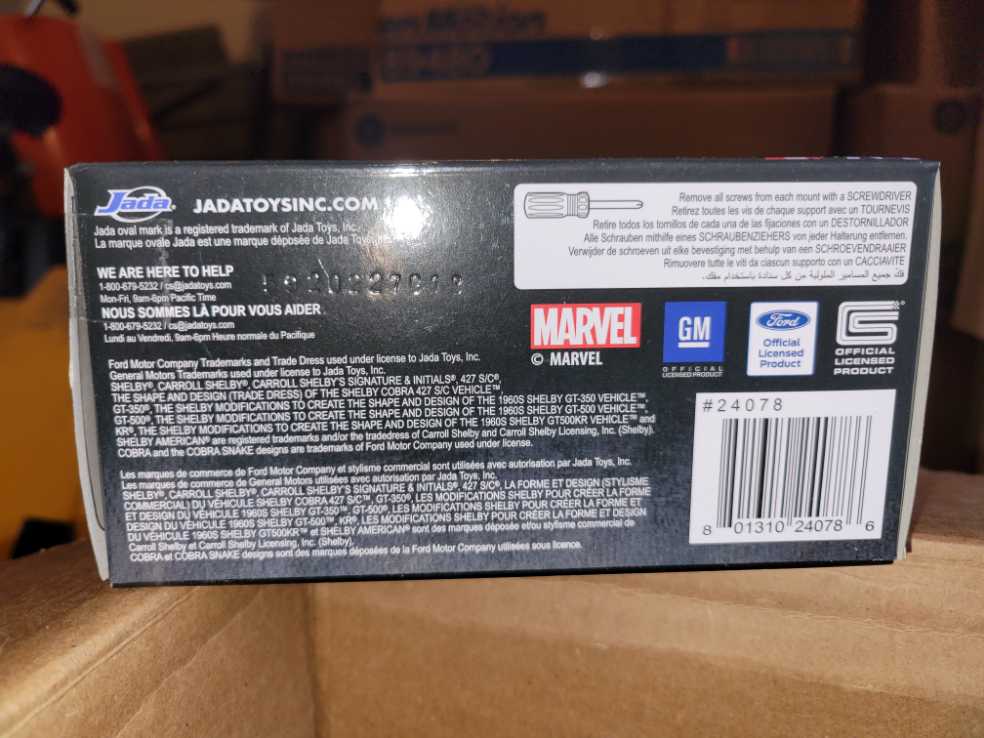 Jada
JADATOYSINC.COM
Jada oval mark is a registered trademark of Jada Toys, Inc.
La marque ovale Jada est une marque déposée de Jada Toys, Inc.
WE ARE HERE TO HELP
1-800-679-5232 / cs@jadatoys.com
Mon-Fri, 9am-6pm Pacific Time
NOUS SOMMES LÀ POUR VOUS AIDER
1-800-679-5232 / cs@jadatoys.com
Lundi au Vendredi, 9am-6pm Heure normale du Pacifique
Ford Motor Company Trademarks and Trade Dress used under license to Jada Toys, Inc.
General Motors Trademarks used under license to Jada Toys, Inc.
SHELBY®, CARROLL SHELBY®, CARROLL SHELBY'S SIGNATURE & INITIALS®, 427 S/C®,
THE SHAPE AND DESIGN (TRADE DRESS) OF THE SHELBY COBRA 427 S/C VEHICLE™
GT-350®, THE SHELBY MODIFICATIONS TO CREATE THE SHAPE AND DESIGN OF THE 1960S SHELBY GT-350 VEHICLE™,
GT-500®, THE SHELBY MODIFICATIONS TO CREATE THE SHAPE AND DESIGN OF THE 1960S SHELBY GT-500 VEHICLE™,
KR®, THE SHELBY MODIFICATIONS TO CREATE THE SHAPE AND DESIGN OF THE 1960S SHELBY GT500KR VEHICLE™ and
SHELBY AMERICAN® are registered trademarks and/or the tradedress of Carroll Shelby and Carroll Shelby Licensing, Inc. (Shelby).
COBRA and the COBRA SNAKE designs are trademarks of Ford Motor Company used under license.
Les marques de commerce de Ford Motor Company et stylisme commercial sont utilisées avec autorisation par Jada Toys, Inc.
Les marques de commerce de General Motors utilisées avec autorisation par Jada Toys, Inc.
SHELBY®, CARROLL SHELBY®, CARROLL SHELBY'S SIGNATURE & INITIALS®, 427 S/C®, LA FORME ET DESIGN (STYLISME
COMMERCIAL) DU VÉHICULE SHELBY COBRA 427 S/C™, GT-350®, LES MODIFICATIONS SHELBY POUR CRÉER LA FORME
ET DESIGN DU VÉHICULE 1960S SHELBY GT-350™, GT-500®, LES MODIFICATIONS SHELBY POUR CRÉER LA FORME ET
DESIGN DU VÉHICULE 1960S SHELBY GT-500™, KR®, LES MODIFICATIONS SHELBY POUR CRÉER LA FORME ET DESIGN
DU VÉHICULE 1960S SHELBY GT500KR™ et SHELBY AMERICAN® sont des marques déposées et/ou stylisme commercial de
Carroll Shelby et Carroll Shelby Licensing, Inc. (Shelby).
COBRA et COBRA SNAKE designs sont des marques déposées de la Ford Motor Company utilisées sous licence.
Remove all screws from each mount with a SCREWDRIVER
Retirez toutes les vis de chaque support avec un TOURNEVIS
Retire todos los tornillos de cada una de las fijaciones con un DESTORNILLADOR
Alle Schrauben mithilfe eines SCHRAUBENZIEHERS von jeder Halterung entfernen.
Verwijder de schroeven uit elke bevestiging met behulp van een SCHROEVENDRAAIER
Rimuovere tutte le viti da ciascun supporto con un CACCIAVITE
فك جميع المسامير الملولبة من كل سنادة باستخدام مفك.
MARVEL
© MARVEL
GM
OFFICIAL
LICENSED PRODUCT
Ford
Official
Licensed
Product
CS
OFFICIAL
LICENSED
PRODUCT
#24078
8 01310 24078 6